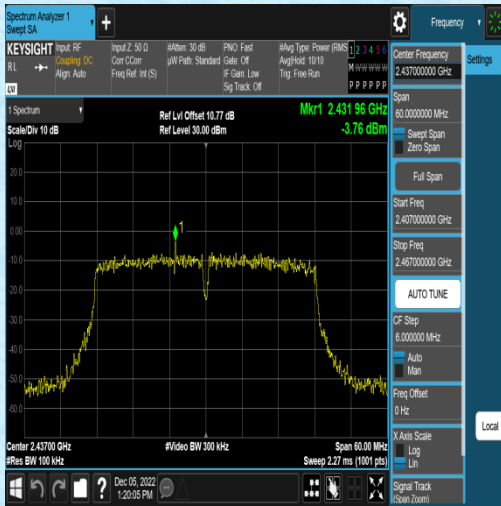 Spectrum Analyzer 1
Swept SA
+
Frequency
KEYSIGHT
Input: RF
Coupling: DC
Align: Auto
Input Z: 50 Ω
Corr CCorr
Freq Ref: Int (S)
#Atten: 30 dB
µW Path: Standard
PNO: Fast
Gate: Off
IF Gain: Low
Sig Track: Off
#Avg Type: Power (RMS
Avg|Hold: 10/10
Trig: Free Run
1 2 3 4 5 6
M W W W W W
P P P P P P
RL
LXI
1 Spectrum
Scale/Div 10 dB
Log
Ref Lvl Offset 10.77 dB
Ref Level 30.00 dBm
Mkr1 2.431 96 GHz
-3.76 dBm
20.0
10.0
0.00
-10.0
-20.0
-30.0
-40.0
-50.0
-60.0
1
Center 2.43700 GHz
#Res BW 100 kHz
#Video BW 300 kHz
Span 60.00 MHz
Sweep 2.27 ms (1001 pts)
Dec 05, 2022
1:20:05 PM
?
Center Frequency
2.437000000 GHz
Settings
Span
60.0000000 MHz
Swept Span
Zero Span
Full Span
Start Freq
2.407000000 GHz
Stop Freq
2.467000000 GHz
AUTO TUNE
CF Step
6.000000 MHz
Auto
Man
Freq Offset
0 Hz
X Axis Scale
Log
Lin
Signal Track
(Span Zoom)
Local